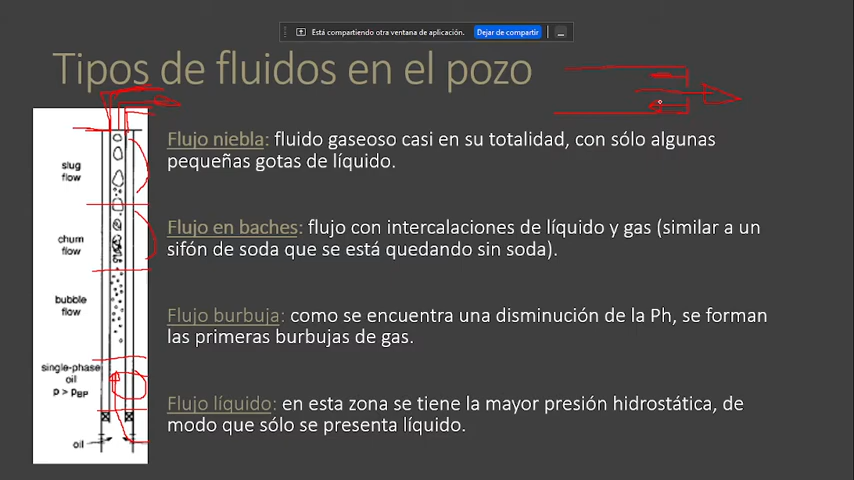 Está compartiendo otra ventana de aplicación. Dejar de compartir
Tipos de fluidos en el pozo
slug
flow
chum
flow
bubble
flow
single-phase
oil
p > pBP
oil
Flujo niebla: fluido gaseoso casi en su totalidad, con sólo algunas
pequeñas gotas de líquido.
Flujo en baches: flujo con intercalaciones de líquido y gas (similar a un
sifón de soda que se está quedando sin soda).
Flujo burbuja: como se encuentra una disminución de la Ph, se forman
las primeras burbujas de gas.
Flujo líquido: en esta zona se tiene la mayor presión hidrostática, de
modo que sólo se presenta líquido.